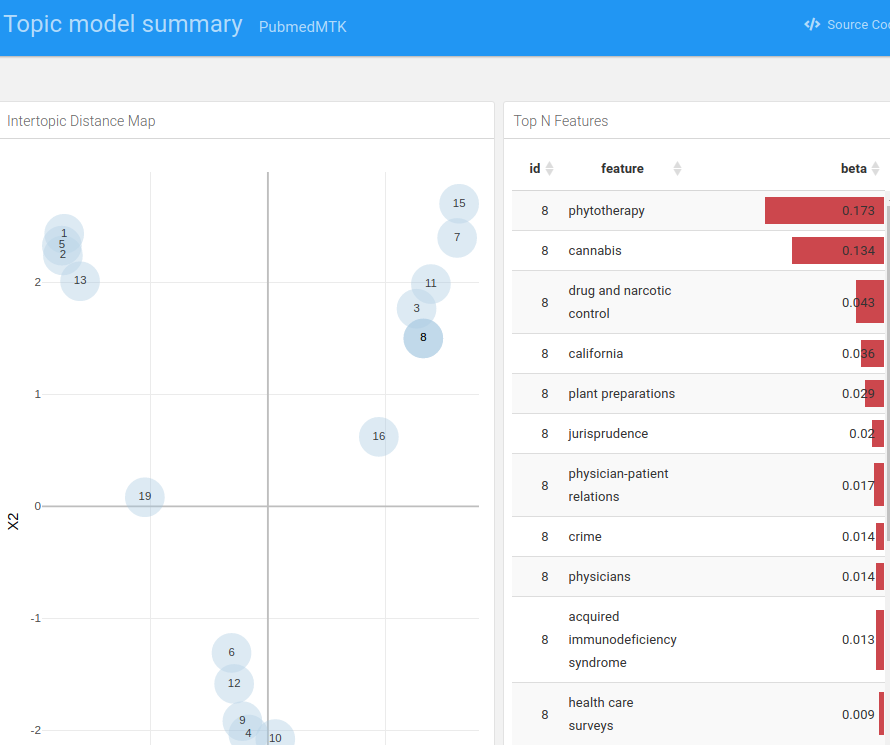 Topic model summary PubmedMTK Source Co
Intertopic Distance Map
15
1
7
5
2
13
2
11
3
8
1
16
19
0
X2
-1
6
12
9
4
10
-2
Top N Features
id feature beta
8 phytotherapy 0.173
8 cannabis 0.134
drug and narcotic
8 0.043
control
8 california 0.036
8 plant preparations 0.029
8 jurisprudence 0.02
physician-patient
8 0.017
relations
8 crime 0.014
8 physicians 0.014
acquired
8 immunodeficiency 0.013
syndrome
health care
8 0.009
surveys